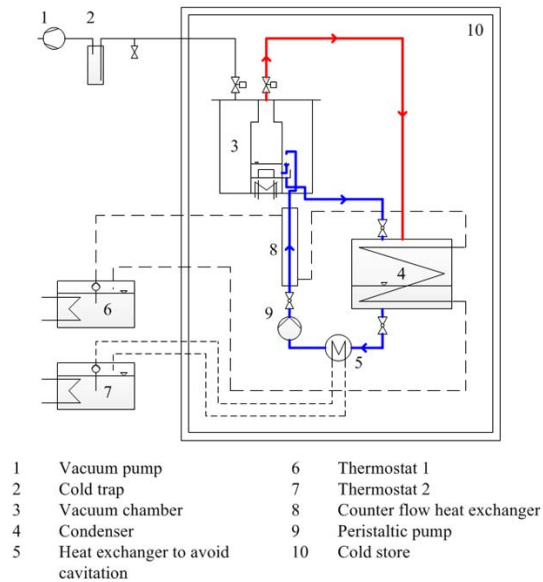 1
2
10
3
8
4
6
9
5
7
1 Vacuum pump
2 Cold trap
3 Vacuum chamber
4 Condenser
5 Heat exchanger to avoid
cavitation
6 Thermostat 1
7 Thermostat 2
8 Counter flow heat exchanger
9 Peristaltic pump
10 Cold store